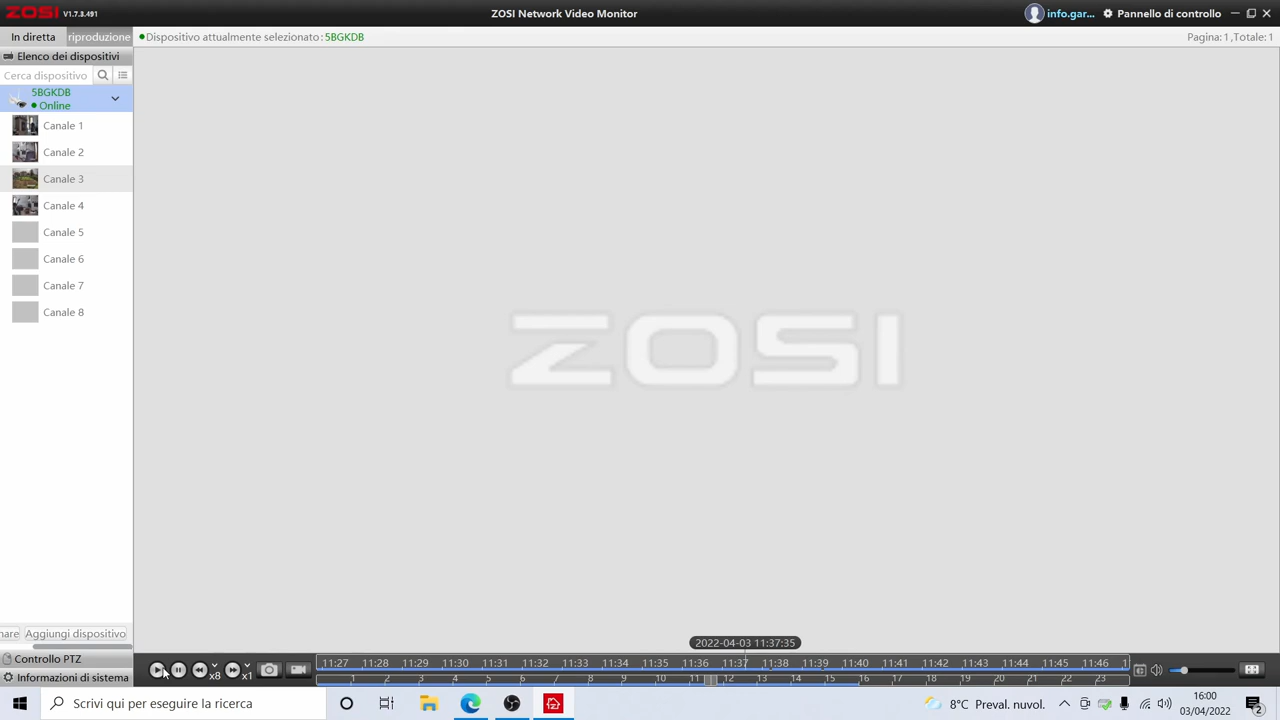 ZOSI V1.7.3.491
ZOSI Network Video Monitor
info.gar... Pannello di controllo
In diretta riproduzione
Dispositivo attualmente selezionato : 5BGKDB
Pagina: 1 ,Totale: 1
Elenco dei dispositivi
Cerca dispositivo
5BGKDB
Online
Canale 1
Canale 2
Canale 3
Canale 4
Canale 5
Canale 6
Canale 7
Canale 8
ZOSI
nare Aggiungi dispositivo
2022-04-03 11:37:35
Controllo PTZ
11:27 11:28 11:29 11:30 11:31 11:32 11:33 11:34 11:35 11:36 11:37 11:38 11:39 11:40 11:41 11:42 11:43 11:44 11:45 11:46 1
x8 x1
Informazioni di sistema
1 2 3 4 5 6 7 8 9 10 11 12 13 14 15 16 17 18 19 20 21 22 23
Scrivi qui per eseguire la ricerca
8°C Preval. nuvol.
16:00
03/04/2022
2